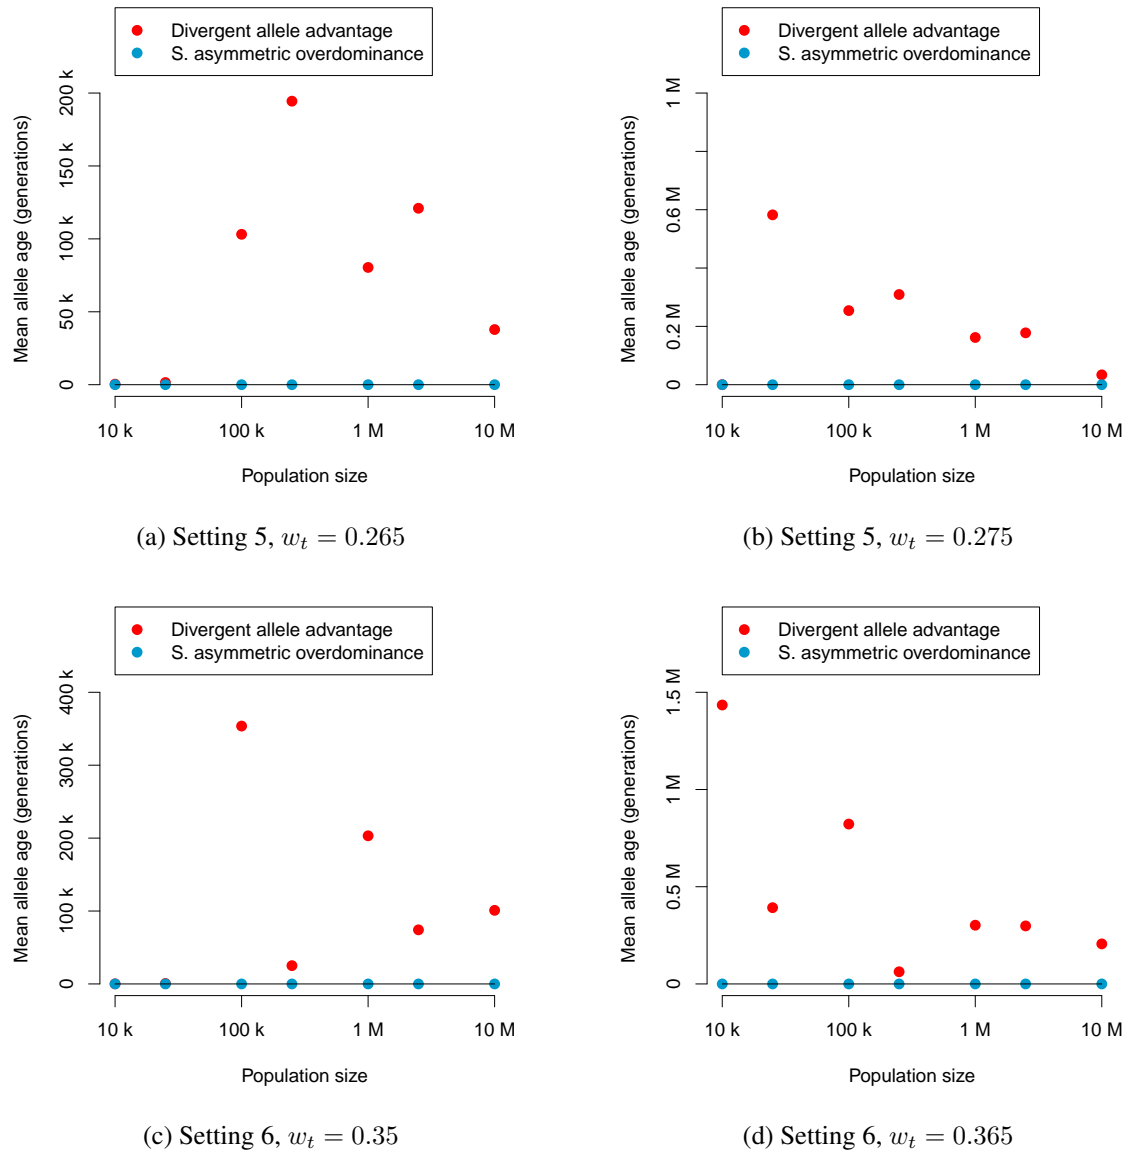 Divergent allele advantage
S. asymmetric overdominance
Mean allele age (generations)
200 k
150 k
100 k
50 k
0
10 k 100 k 1 M 10 M
Population size
(a) Setting 5, w_t = 0.265
Divergent allele advantage
S. asymmetric overdominance
Mean allele age (generations)
1 M
0.6 M
0.2 M
0
10 k 100 k 1 M 10 M
Population size
(b) Setting 5, w_t = 0.275
Divergent allele advantage
S. asymmetric overdominance
Mean allele age (generations)
400 k
300 k
200 k
100 k
0
10 k 100 k 1 M 10 M
Population size
(c) Setting 6, w_t = 0.35
Divergent allele advantage
S. asymmetric overdominance
Mean allele age (generations)
1.5 M
1 M
0.5 M
0
10 k 100 k 1 M 10 M
Population size
(d) Setting 6, w_t = 0.365